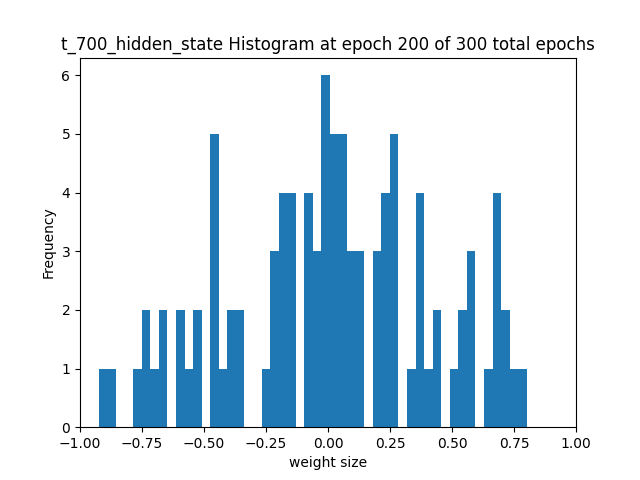 t_700_hidden_state Histogram at epoch 200 of 300 total epochs
6
5
4
3
2
1
0
Frequency
−1.00 −0.75 −0.50 −0.25 0.00 0.25 0.50 0.75 1.00
weight size